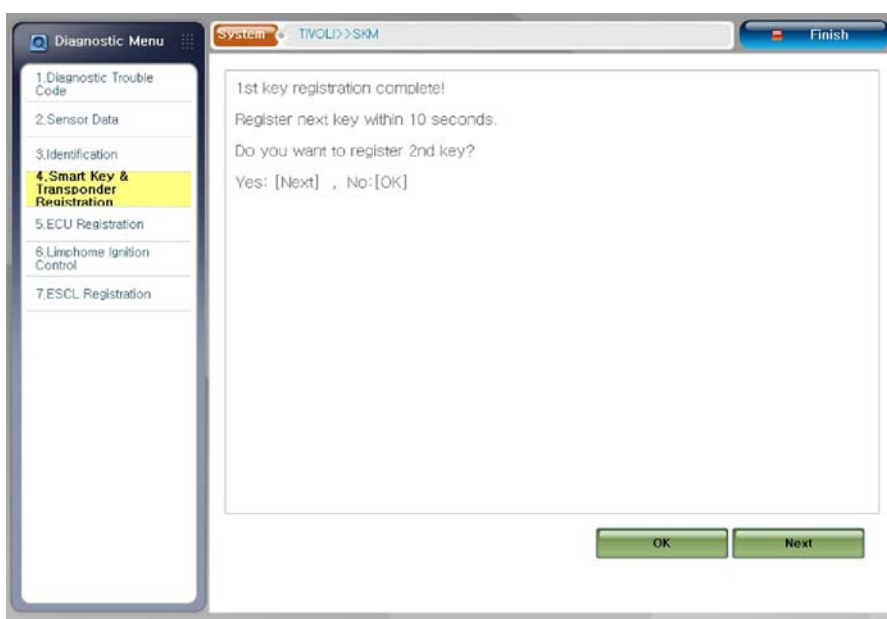 Diagnostic Menu
System
TIVOLI>>SKM
Finish
1.Diagnostic Trouble
Code
2.Sensor Data
3.Identification
4.Smart Key &
Transponder
Registration
5.ECU Registration
6.Limphome Ignition
Control
7.ESCL Registration
1st key registration complete!
Register next key within 10 seconds.
Do you want to register 2nd key?
Yes: [Next] , No:[OK]
OK
Next